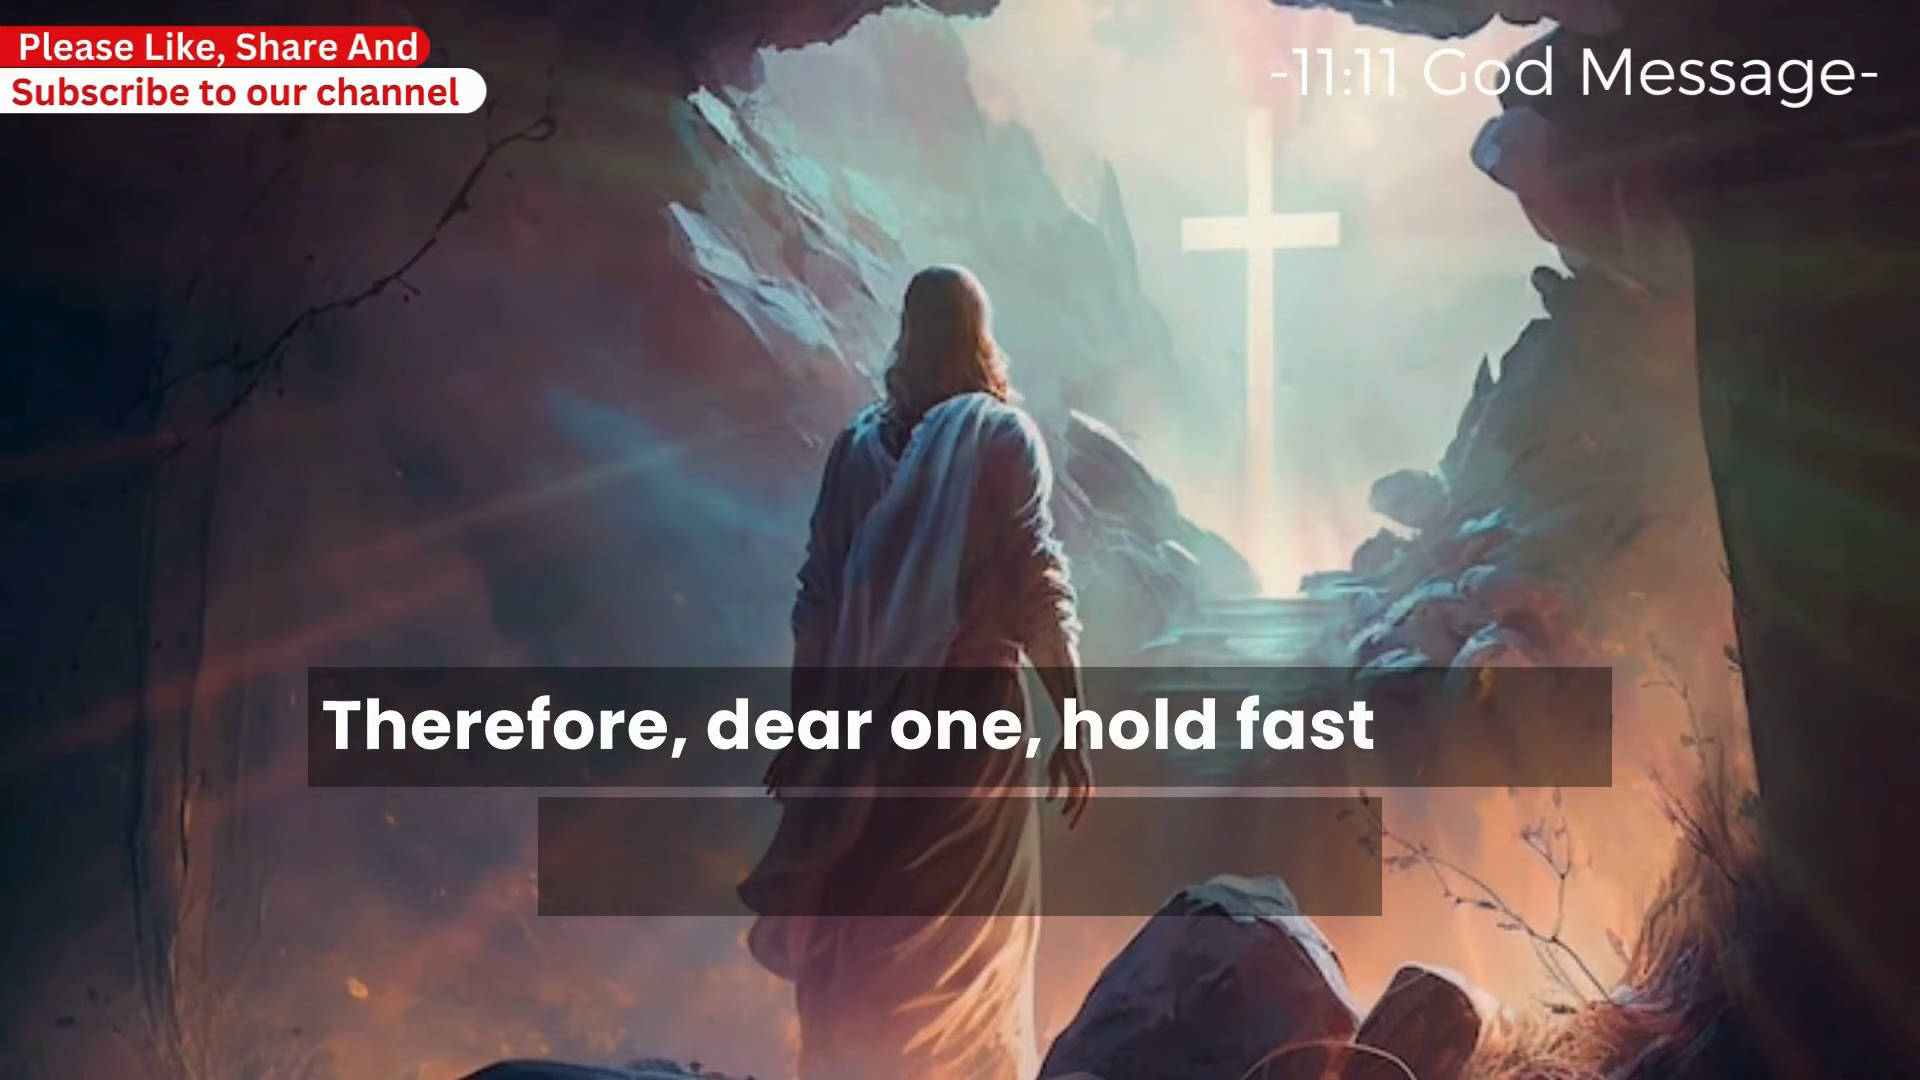 Please Like, Share And
Subscribe to our channel
-11:11 God Message-
Therefore, dear one, hold fast